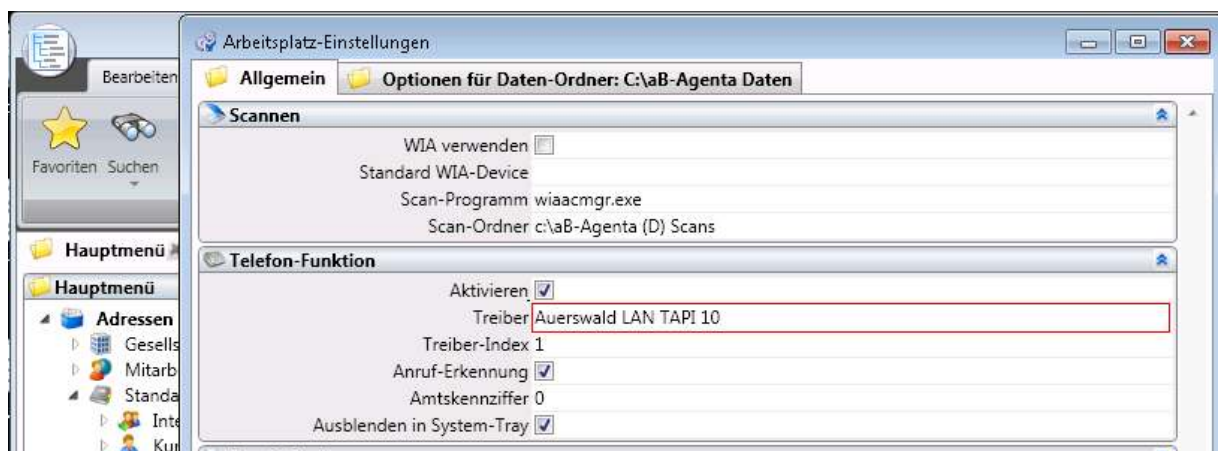 Arbeitsplatz-Einstellungen
Bearbeiten
Allgemein
Optionen für Daten-Ordner: C:\aB-Agenta Daten
Favoriten Suchen
Scannen
WIA verwenden
Standard WIA-Device
Scan-Programm wiaacmgr.exe
Scan-Ordner c:\aB-Agenta (D) Scans
Hauptmenü
Telefon-Funktion
Hauptmenü
Aktivieren
Adressen
Treiber Auerswald LAN TAPI 10
Gesells
Treiber-Index 1
Mitarb
Anruf-Erkennung
Standa
Amtskennziffer 0
Inte
Ausblenden in System-Tray
Kun